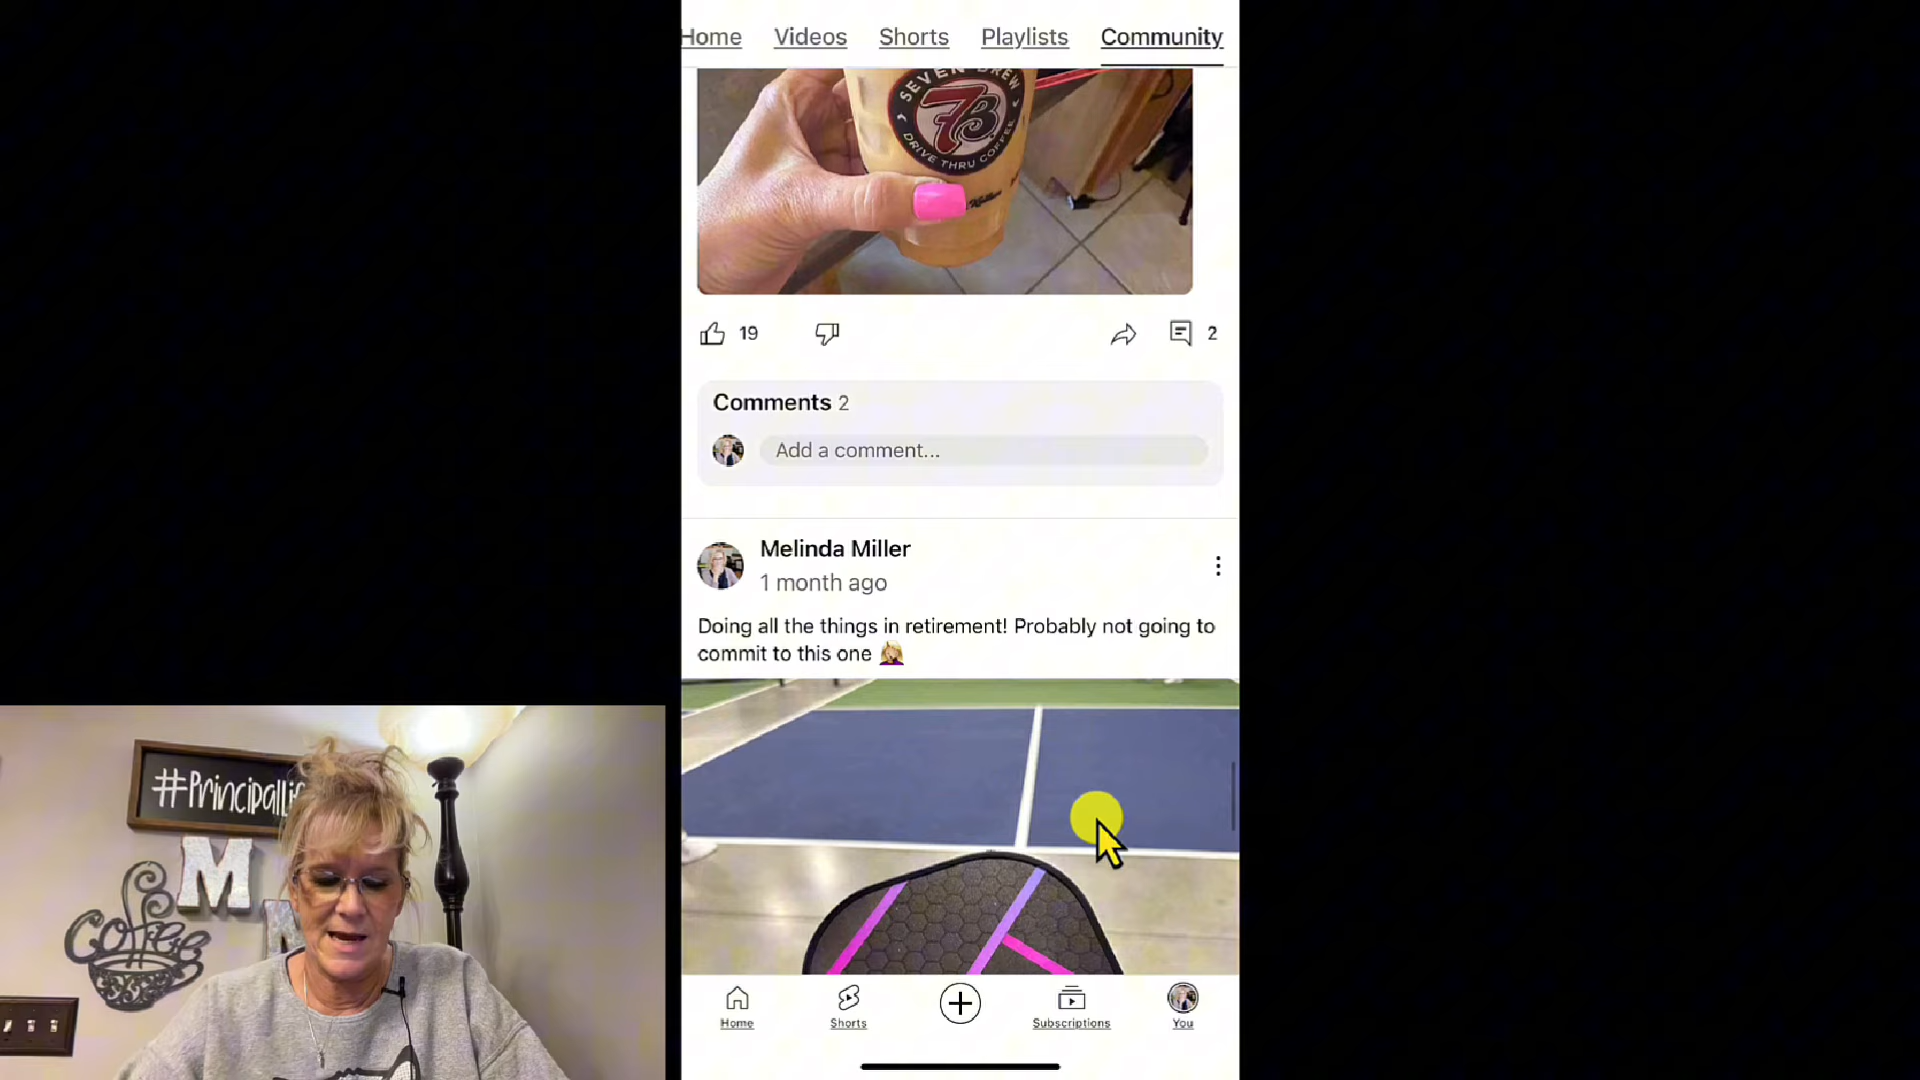 Home Videos Shorts Playlists Community
SEVEN BREW
7B
DRIVE THRU COFFEE
19
2
Comments 2
Add a comment...
Melinda Miller
1 month ago
Doing all the things in retirement! Probably not going to
commit to this one
#PrincipalLi
M
Coffee
Home Shorts Subscriptions You